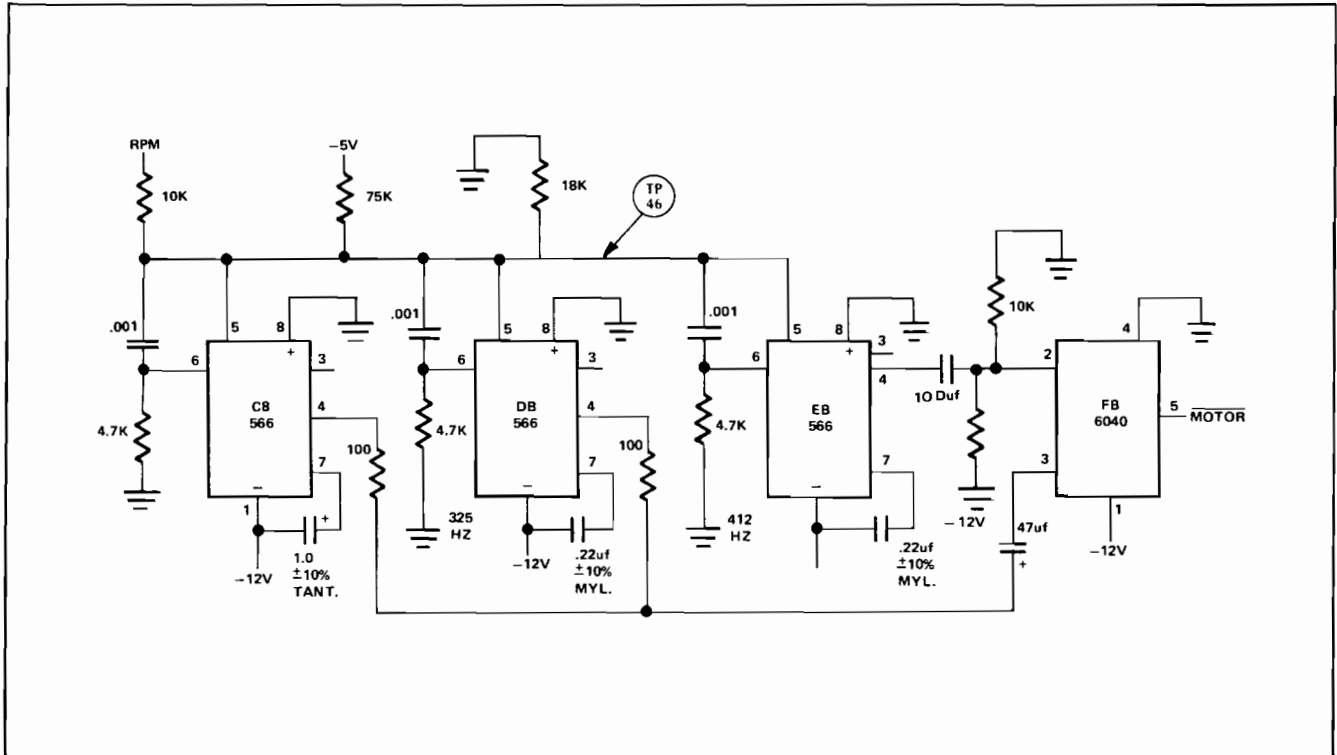 RPM
10K
−5V
75K
18K
TP
46
.001
6
5
8
+
3
C8
566
4
7
−
1
4.7K
100
−12V
1.0
±10%
TANT.
+
.001
6
5
8
+
3
DB
566
4
7
−
4.7K
100
325
HZ
−12V
.22uf
±10%
MYL.
.001
6
5
8
+
3
4
EB
566
7
−
4.7K
412
HZ
.22uf
±10%
MYL.
10 Duf
10K
−12V
2
4
FB
6040
5
MOTOR
3
1
−12V
47uf
+